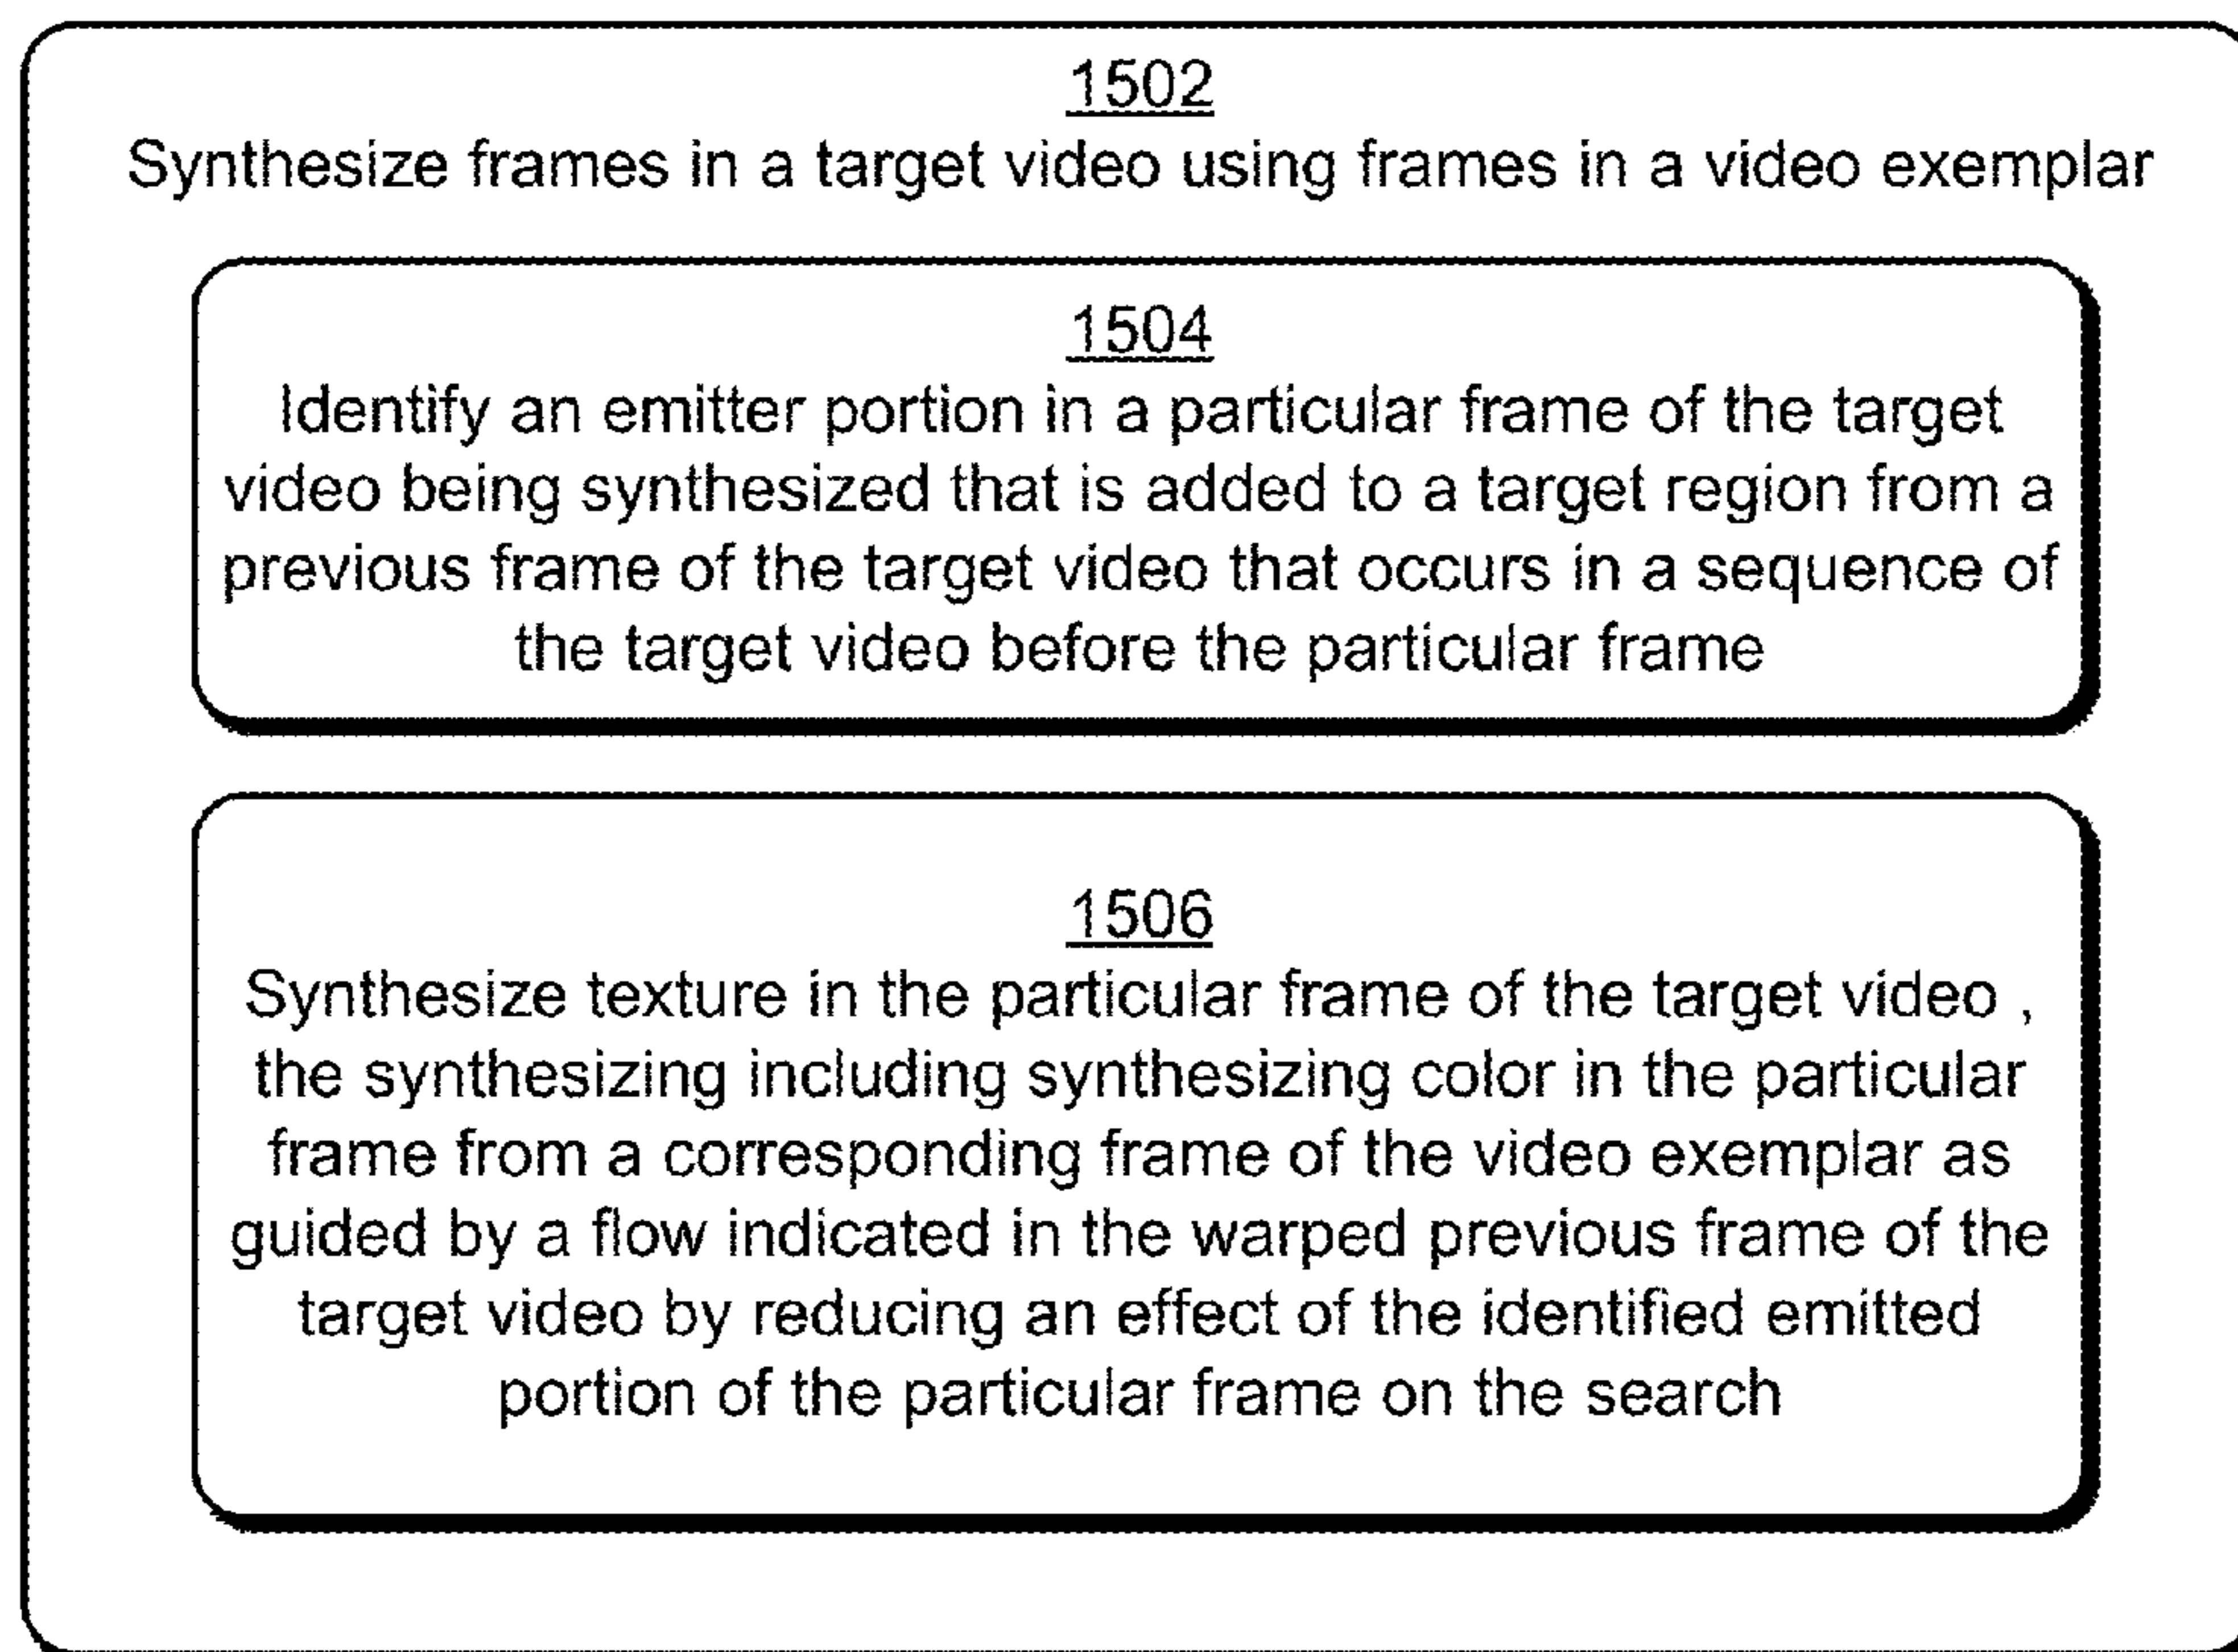 1502
Synthesize frames in a target video using frames in a video exemplar
1504
Identify an emitter portion in a particular frame of the target
video being synthesized that is added to a target region from a
previous frame of the target video that occurs in a sequence of
the target video before the particular frame
1506
Synthesize texture in the particular frame of the target video ,
the synthesizing including synthesizing color in the particular
frame from a corresponding frame of the video exemplar as
guided by a flow indicated in the warped previous frame of the
target video by reducing an effect of the identified emitted
portion of the particular frame on the search